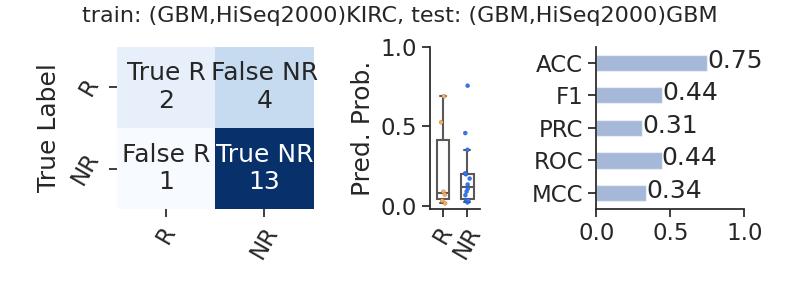 train: (GBM,HiSeq2000)KIRC, test: (GBM,HiSeq2000)GBM
True Label
R
NR
True R
2
False NR
4
False R
1
True NR
13
R
NR
Pred. Prob.
1.0
0.5
0.0
R
NR
ACC
0.75
F1
0.44
PRC
0.31
ROC
0.44
MCC
0.34
0.0
0.5
1.0